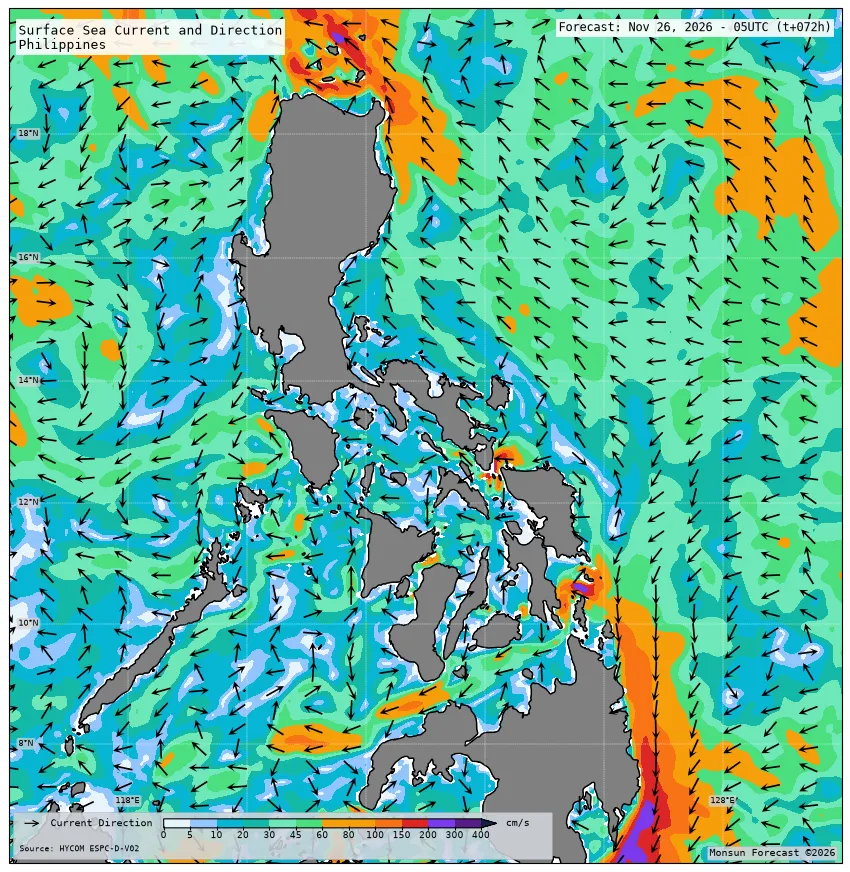 Surface Sea Current and Direction
Philippines
Forecast: Nov 26, 2026 - 05UTC (t+072h)
18°N
16°N
14°N
12°N
10°N
8°N
118°E
128°E
Current Direction
0 5 10 20 30 45 60 80 100 150 200 300 400
cm/s
Source: HYCOM ESPC-D-V02
Monsun Forecast ©2026